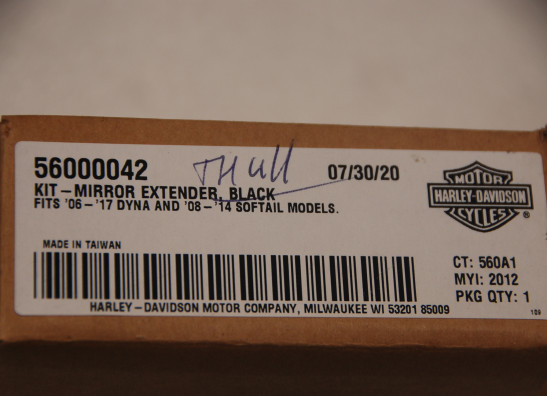 56000042 07/30/20
KIT – MIRROR EXTENDER, BLACK
FITS '06 – '17 DYNA AND '08 – '14 SOFTAIL MODELS.
MOTOR
HARLEY-DAVIDSON
CYCLES
®
MADE IN TAIWAN
CT: 560A1
MYI: 2012
PKG QTY: 1
HARLEY – DAVIDSON MOTOR COMPANY, MILWAUKEE WI 53201 85009